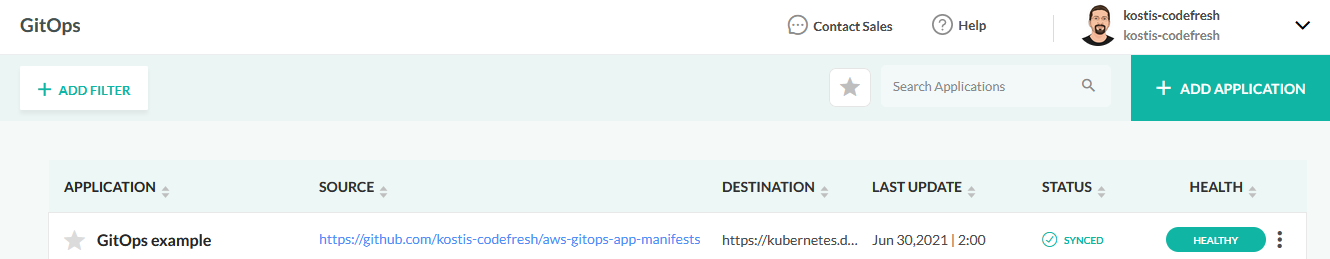 GitOps
Contact Sales
Help
kostis-codefresh
kostis-codefresh
+ ADD FILTER
Search Applications
+ ADD APPLICATION
APPLICATION SOURCE DESTINATION LAST UPDATE STATUS HEALTH
GitOps example https://github.com/kostis-codefresh/aws-gitops-app-manifests https://kubernetes.d... Jun 30,2021 | 2:00 SYNCED HEALTHY